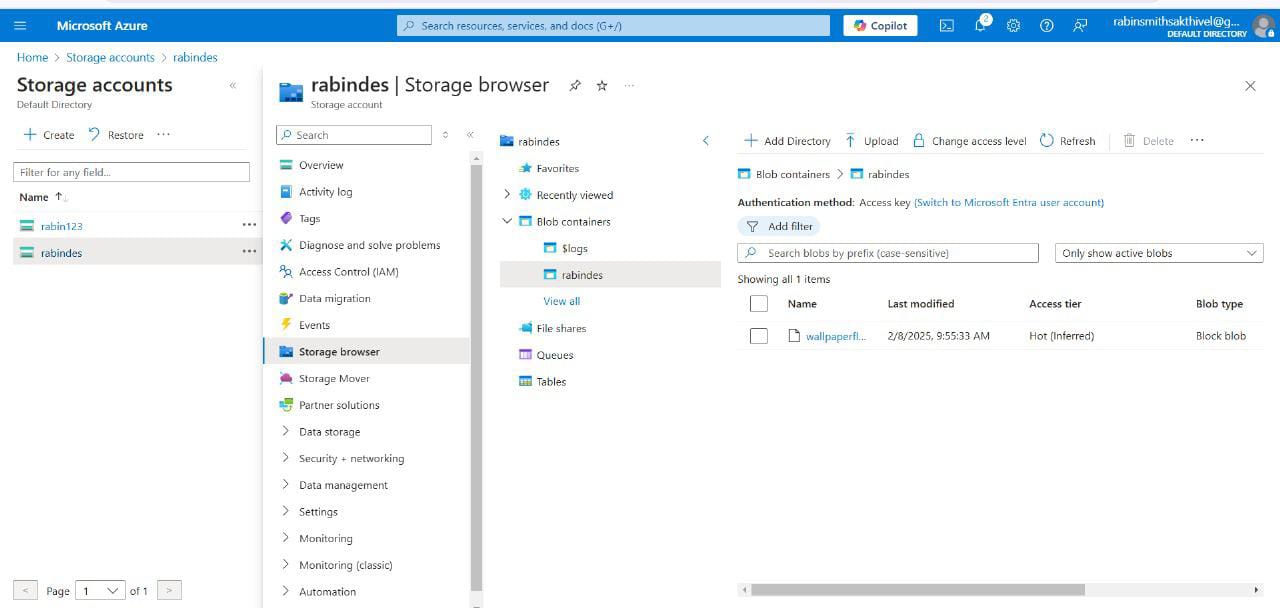 Microsoft Azure
Search resources, services, and docs (G+/)
Copilot
2
rabinsmithsakthivel@g...
DEFAULT DIRECTORY
Home > Storage accounts > rabindes
Storage accounts
Default Directory
+ Create Restore ...
Filter for any field...
Name ↑
rabin123 ...
rabindes ...
< Page 1 of 1 >
rabindes | Storage browser ...
Storage account
Search
Overview
Activity log
Tags
Diagnose and solve problems
Access Control (IAM)
Data migration
Events
Storage browser
Storage Mover
Partner solutions
Data storage
Security + networking
Data management
Settings
Monitoring
Monitoring (classic)
Automation
rabindes
Favorites
Recently viewed
Blob containers
$logs
rabindes
View all
File shares
Queues
Tables
+ Add Directory Upload Change access level Refresh Delete ...
Blob containers > rabindes
Authentication method: Access key (Switch to Microsoft Entra user account)
Add filter
Search blobs by prefix (case-sensitive) Only show active blobs
Showing all 1 items
Name Last modified Access tier Blob type
wallpaperfl... 2/8/2025, 9:55:33 AM Hot (Inferred) Block blob